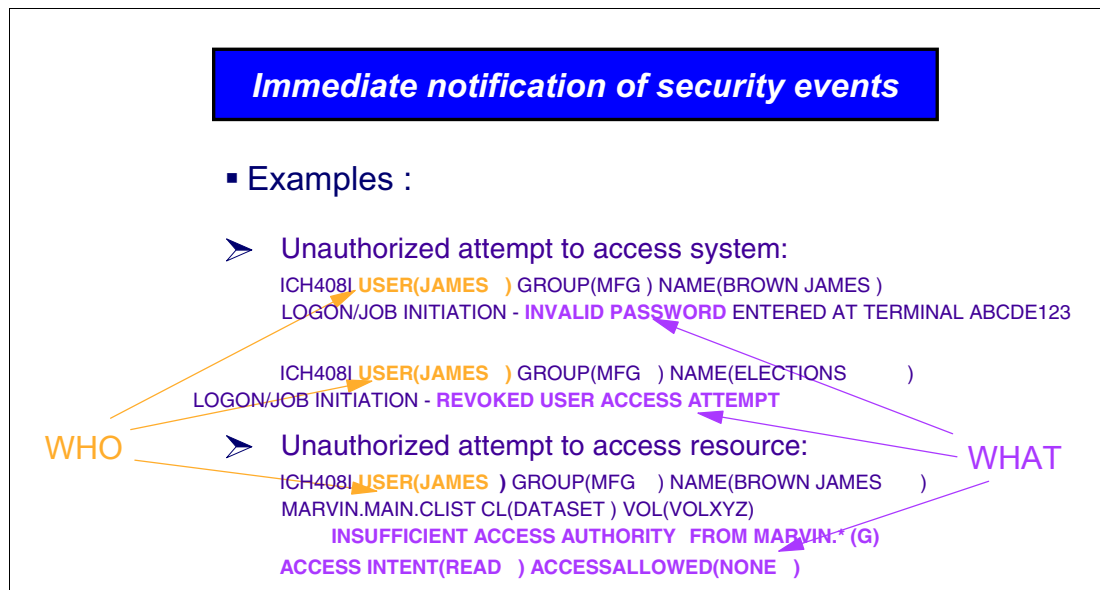 Immediate notification of security events
▪ Examples :
➢ Unauthorized attempt to access system:
ICH408I USER(JAMES ) GROUP(MFG ) NAME(BROWN JAMES )
LOGON/JOB INITIATION - INVALID PASSWORD ENTERED AT TERMINAL ABCDE123
ICH408I USER(JAMES ) GROUP(MFG ) NAME(ELECTIONS )
LOGON/JOB INITIATION - REVOKED USER ACCESS ATTEMPT
WHO
➢ Unauthorized attempt to access resource:
WHAT
ICH408I USER(JAMES ) GROUP(MFG ) NAME(BROWN JAMES )
MARVIN.MAIN.CLIST CL(DATASET ) VOL(VOLXYZ)
INSUFFICIENT ACCESS AUTHORITY FROM MARVIN.* (G)
ACCESS INTENT(READ ) ACCESSALLOWED(NONE )